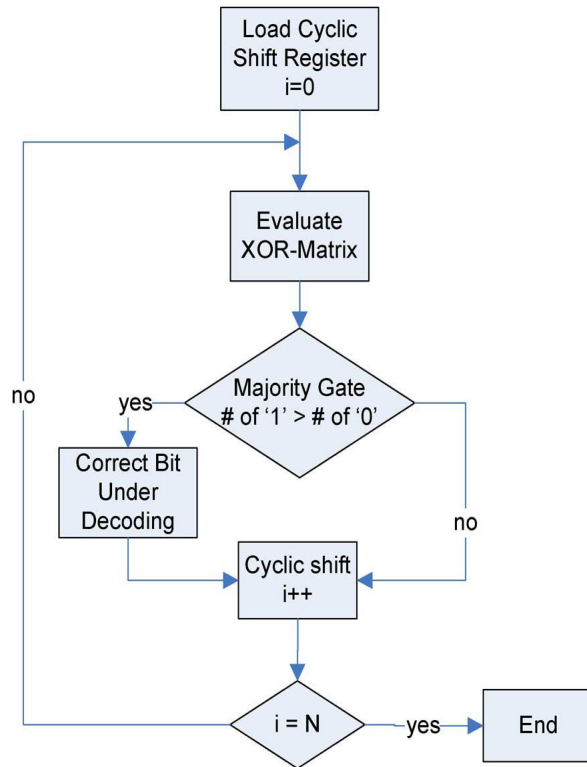 Load Cyclic
Shift Register
i=0
Evaluate
XOR-Matrix
no
Majority Gate
# of ‘1’ > # of ‘0’
yes
Correct Bit
Under
Decoding
no
Cyclic shift
i++
i = N
yes
End